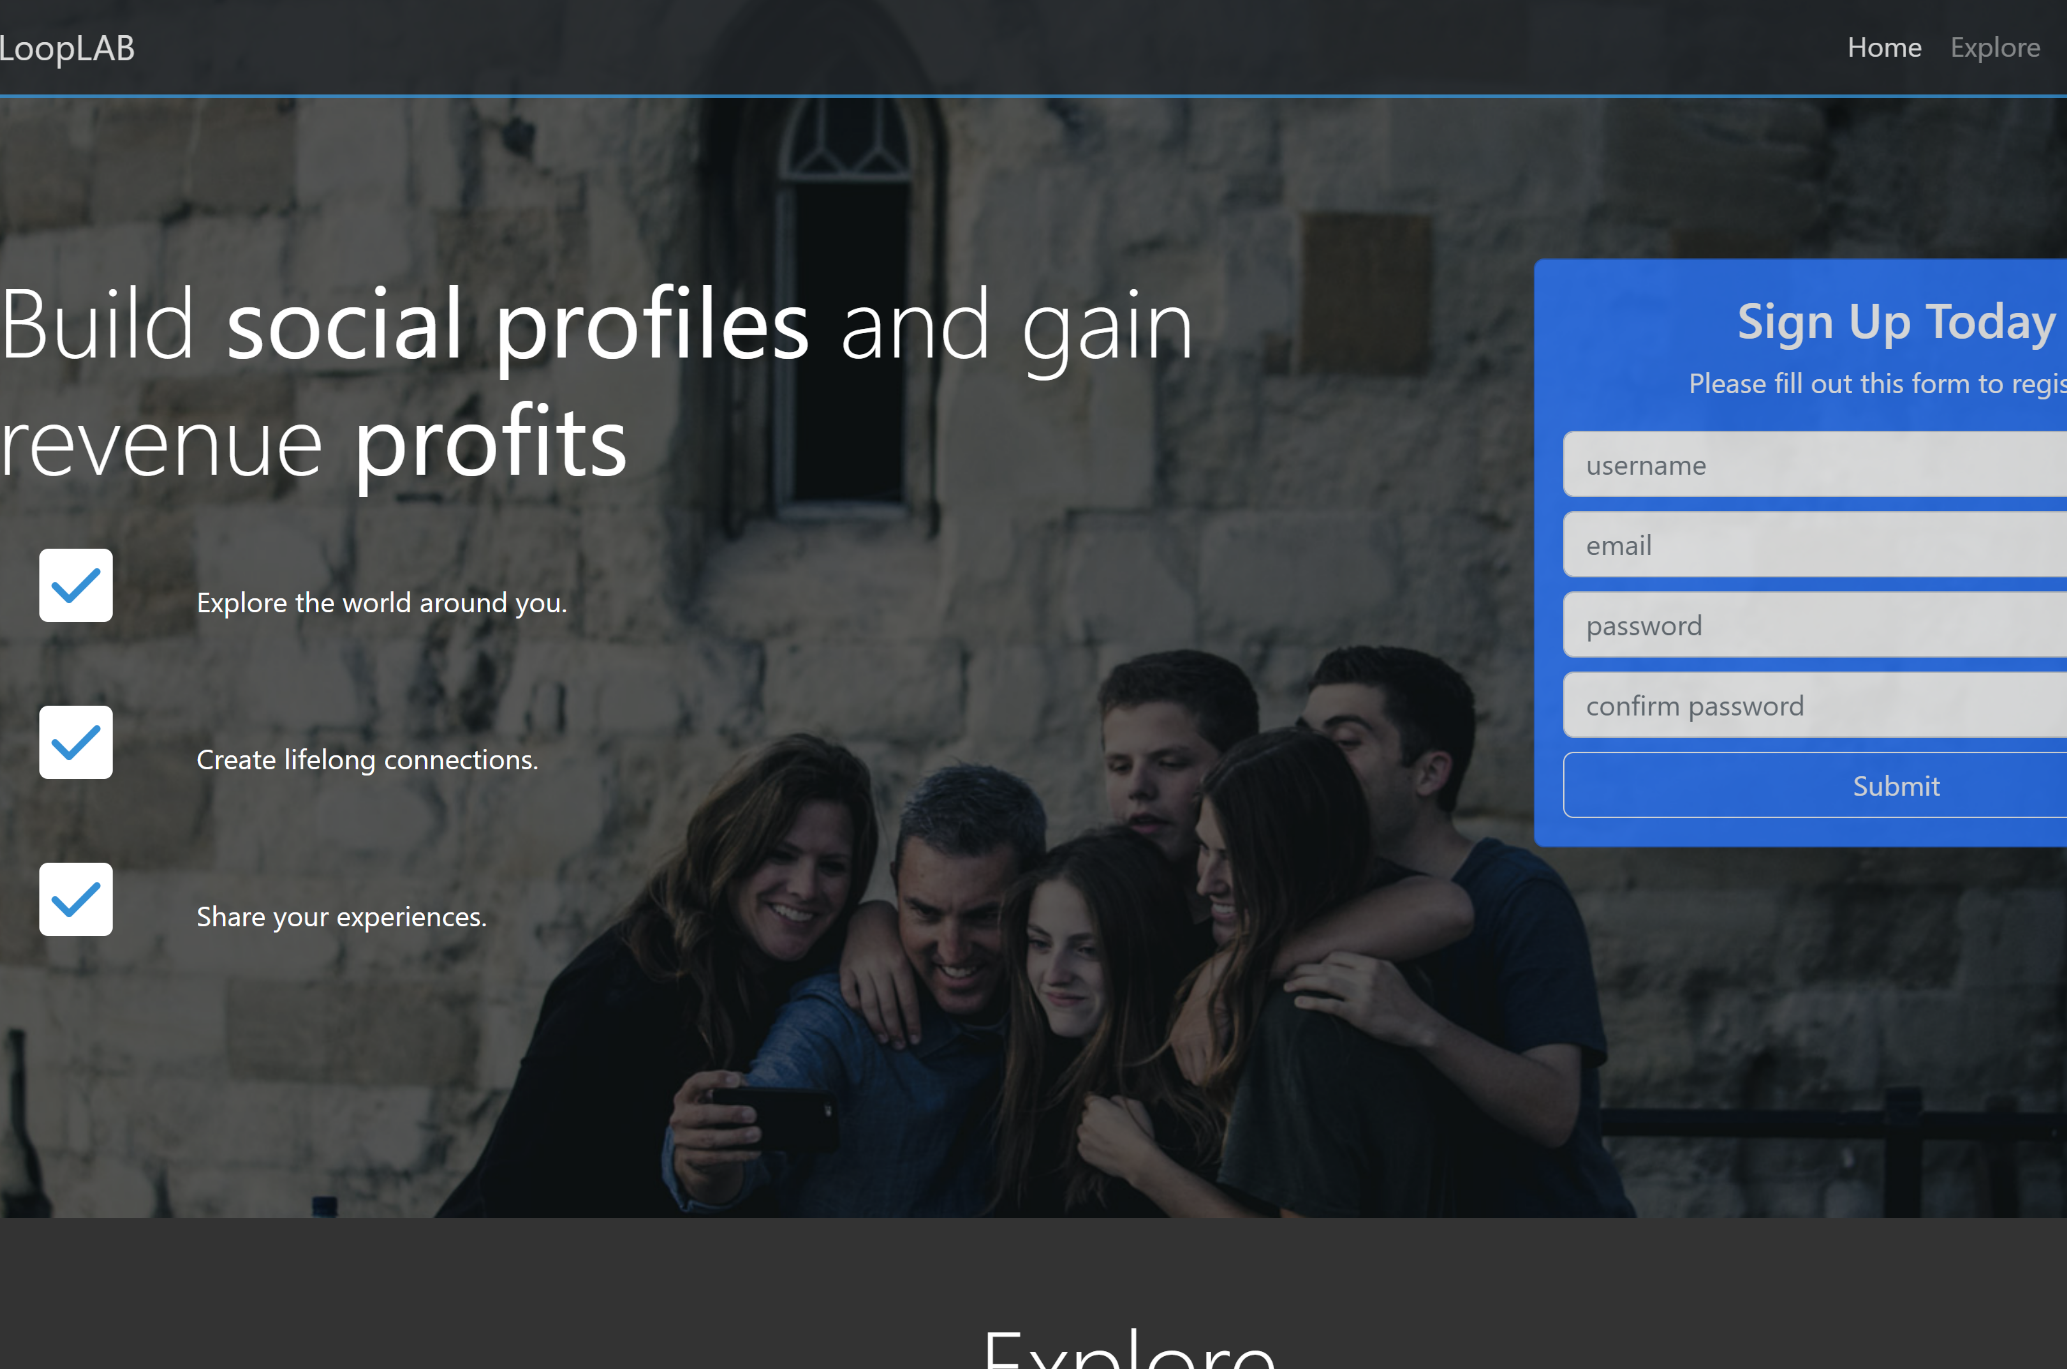 LoopLAB
Home Explore
Build social profiles and gain
revenue profits
Explore the world around you.
Create lifelong connections.
Share your experiences.
Sign Up Today
Please fill out this form to regis
username
email
password
confirm password
Submit
Explore